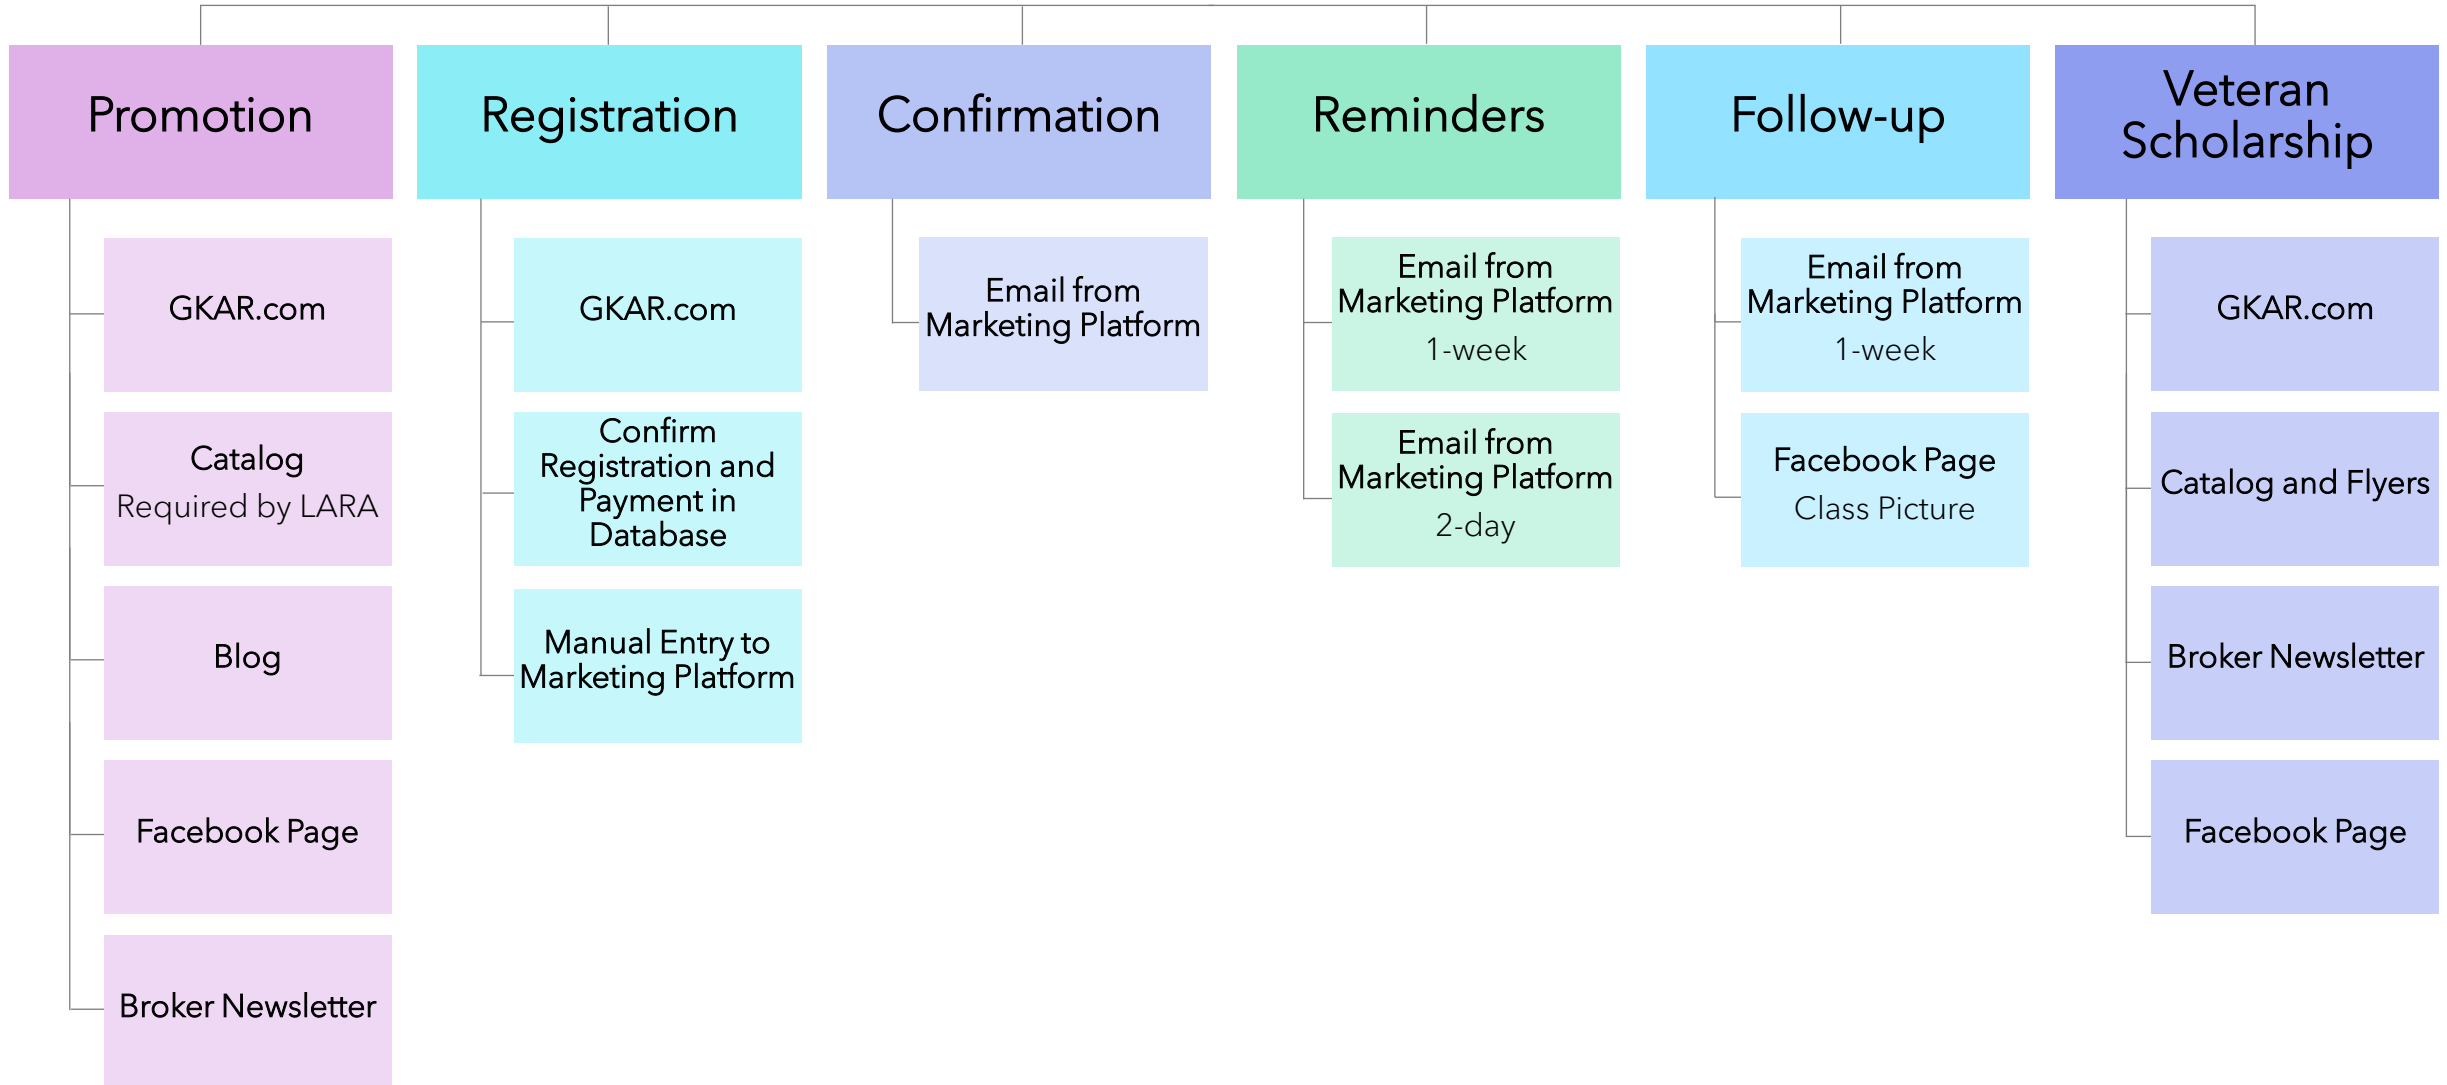 Promotion
GKAR.com
Catalog
Required by LARA
Blog
Facebook Page
Broker Newsletter
Registration
GKAR.com
Confirm
Registration and
Payment in
Database
Manual Entry to
Marketing Platform
Confirmation
Email from
Marketing Platform
Reminders
Email from
Marketing Platform
1-week
Email from
Marketing Platform
2-day
Follow-up
Email from
Marketing Platform
1-week
Facebook Page
Class Picture
Veteran
Scholarship
GKAR.com
Catalog and Flyers
Broker Newsletter
Facebook Page